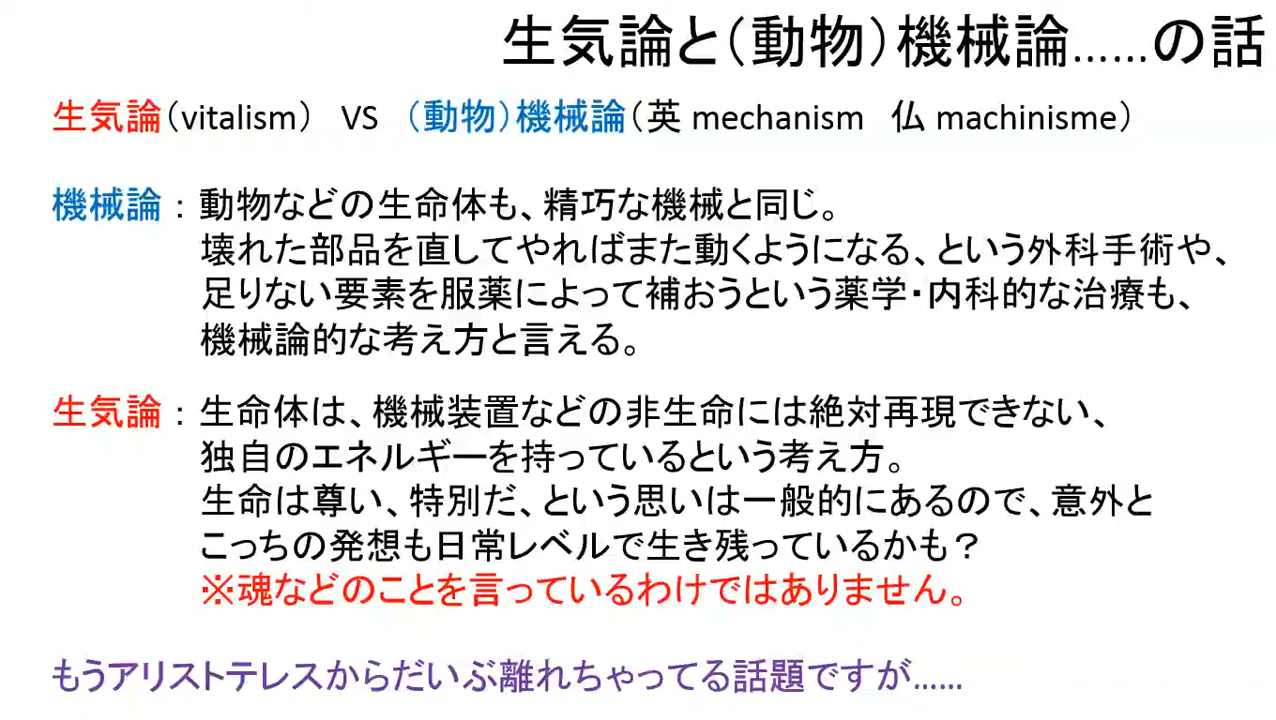 生気論と（動物）機械論……の話
生気論（vitalism） VS （動物）機械論（英 mechanism 仏 machinisme）
機械論：動物などの生命体も、精巧な機械と同じ。
壊れた部品を直してやればまた動くようになる、という外科手術や、
足りない要素を服薬によって補おうという薬学・内科的な治療も、
機械論的な考え方と言える。
生気論：生命体は、機械装置などの非生命には絶対再現できない、
独自のエネルギーを持っているという考え方。
生命は尊い、特別だ、という思いは一般的にあるので、意外と
こっちの発想も日常レベルで生き残っているかも？
※魂などのことを言っているわけではありません。
もうアリストテレスからだいぶ離れちゃってる話題ですが……